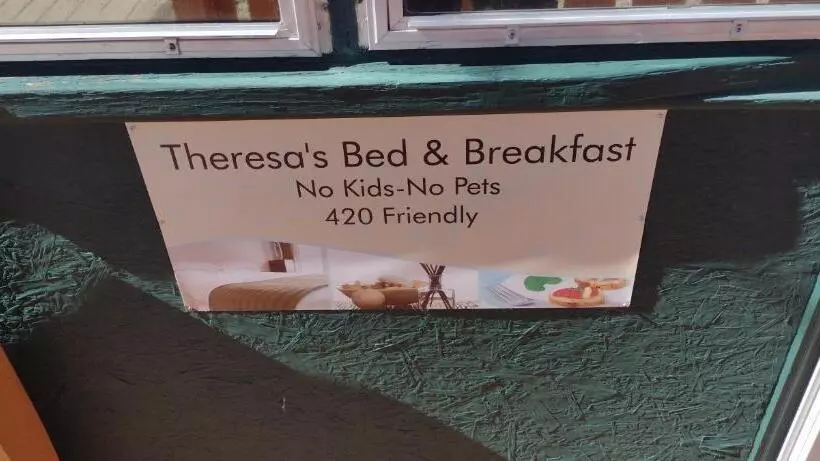 Theresa's Bed & Breakfast
No Kids-No Pets
420 Friendly